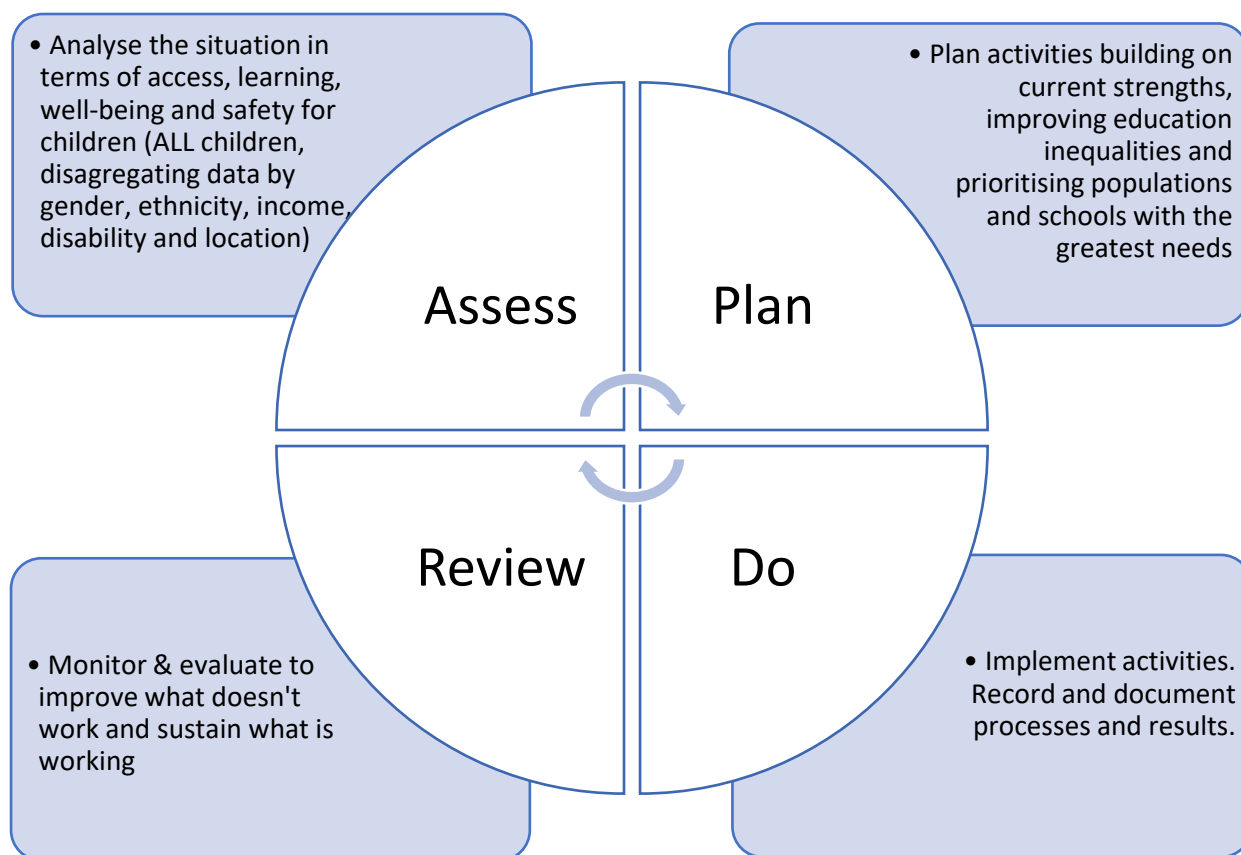 • Analyse the situation in
terms of access, learning,
well-being and safety for
children (ALL children,
disagregating data by
gender, ethnicity, income,
disability and location)
• Plan activities building on
current strengths,
improving education
inequalities and
prioritising populations
and schools with the
greatest needs
Assess
Plan
Review
Do
• Monitor & evaluate to
improve what doesn't
work and sustain what is
working
• Implement activities.
Record and document
processes and results.